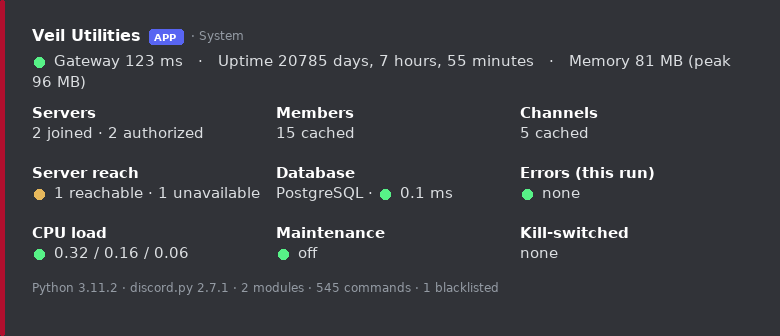 Veil Utilities APP · System
Gateway 123 ms · Uptime 20785 days, 7 hours, 55 minutes · Memory 81 MB (peak
96 MB)
Servers Members Channels
2 joined · 2 authorized 15 cached 5 cached
Server reach Database Errors (this run)
1 reachable · 1 unavailable PostgreSQL · 0.1 ms none
CPU load Maintenance Kill-switched
0.32 / 0.16 / 0.06 off none
Python 3.11.2 · discord.py 2.7.1 · 2 modules · 545 commands · 1 blacklisted